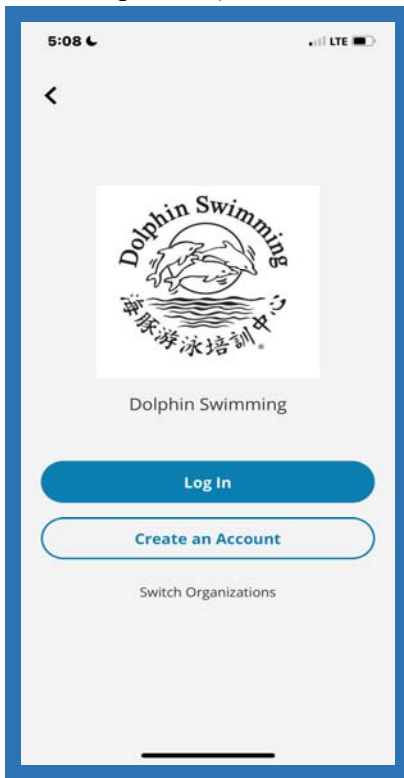 5:08
LTE
Dolphin Swimming
海豚游泳培訓中心
Dolphin Swimming
Log In
Create an Account
Switch Organizations